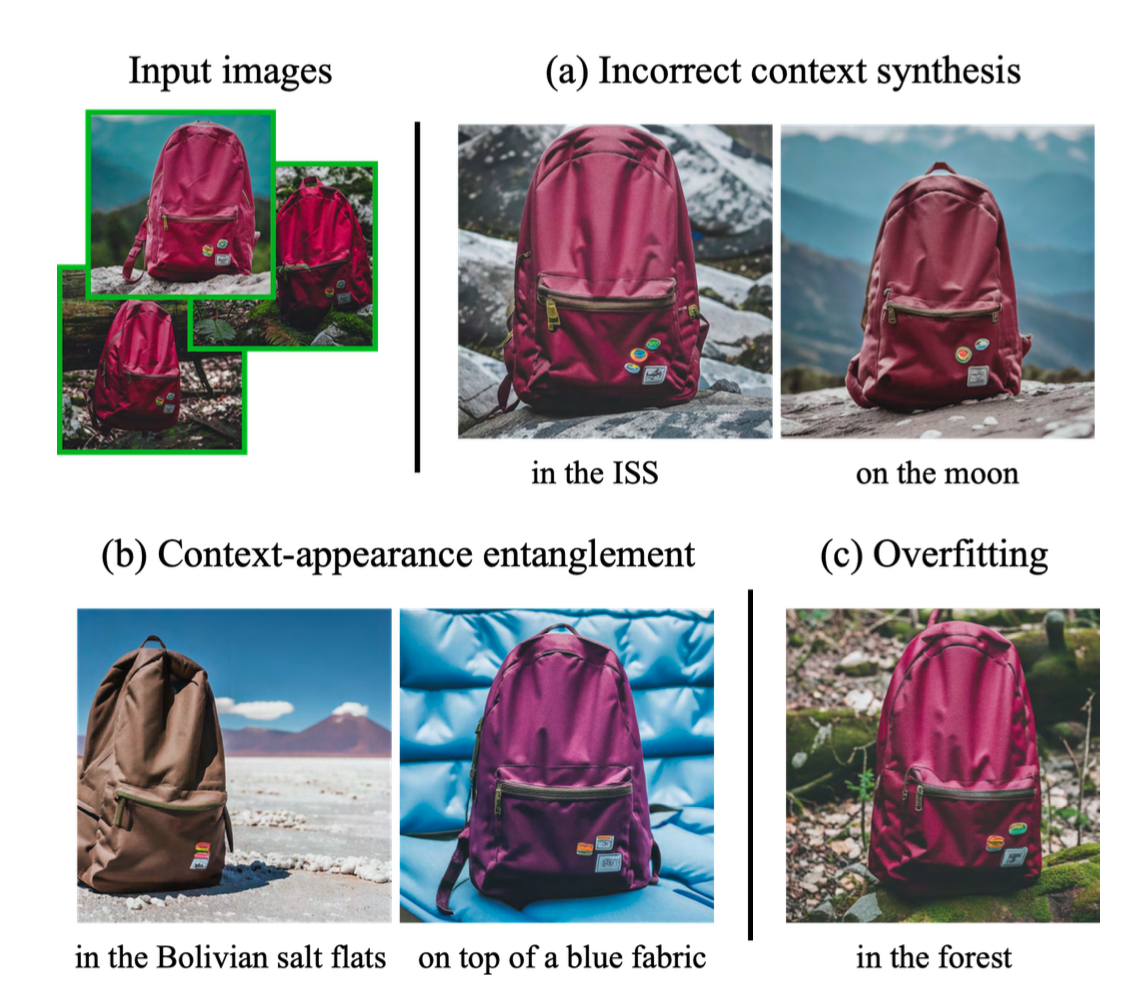 Input images
(a) Incorrect context synthesis
in the ISS
on the moon
(b) Context-appearance entanglement
(c) Overfitting
in the Bolivian salt flats
on top of a blue fabric
in the forest